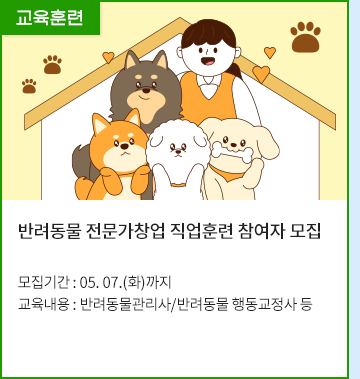 교육훈련
반려동물 전문가창업 직업훈련 참여자 모집
모집기간 : 05. 07.(화)까지
교육내용 : 반려동물관리사/반려동물 행동교정사 등